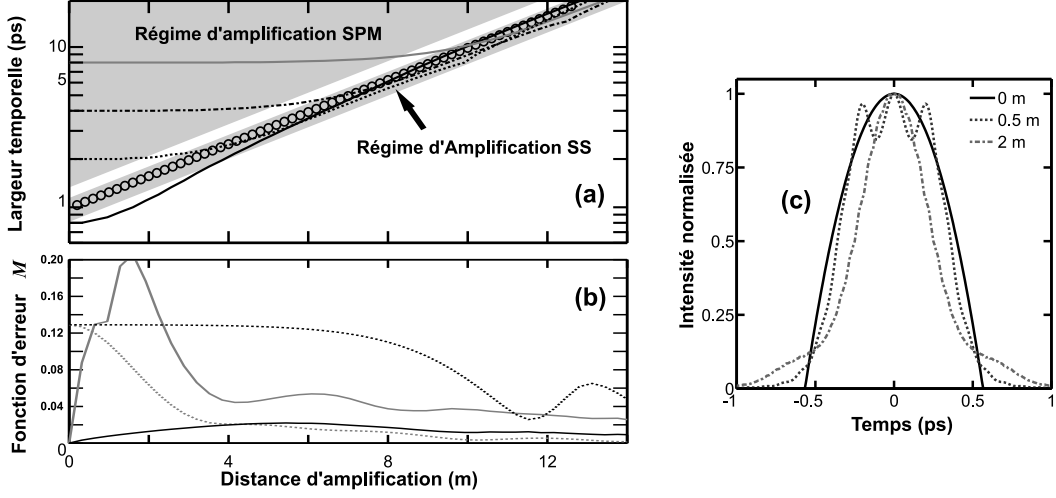 Régime d'amplification SPM
Régime d'Amplification SS
(a)
Largeur temporelle (ps)
10
5
1
(b)
Fonction d'erreur M
0.20
0.16
0.12
0.08
0.04
0
0 4 8 12
Distance d'amplification (m)
(c)
0 m
0.5 m
2 m
Intensité normalisée
1
0.75
0.5
0.25
0
-1 -0.5 0 0.5 1
Temps (ps)